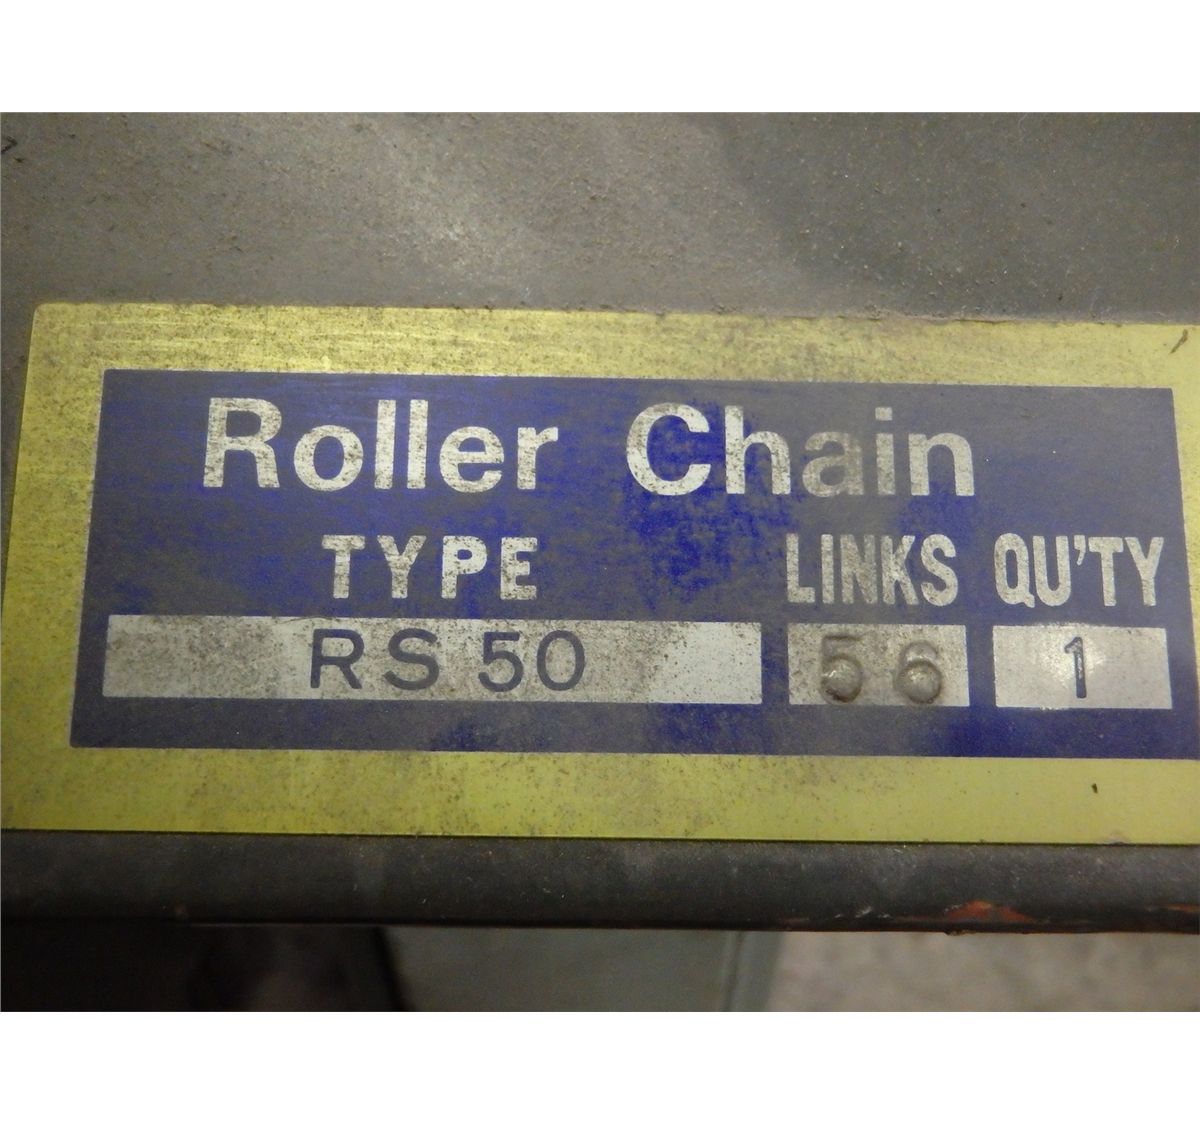 Roller Chain
TYPE LINKS QU'TY
RS 50 56 1